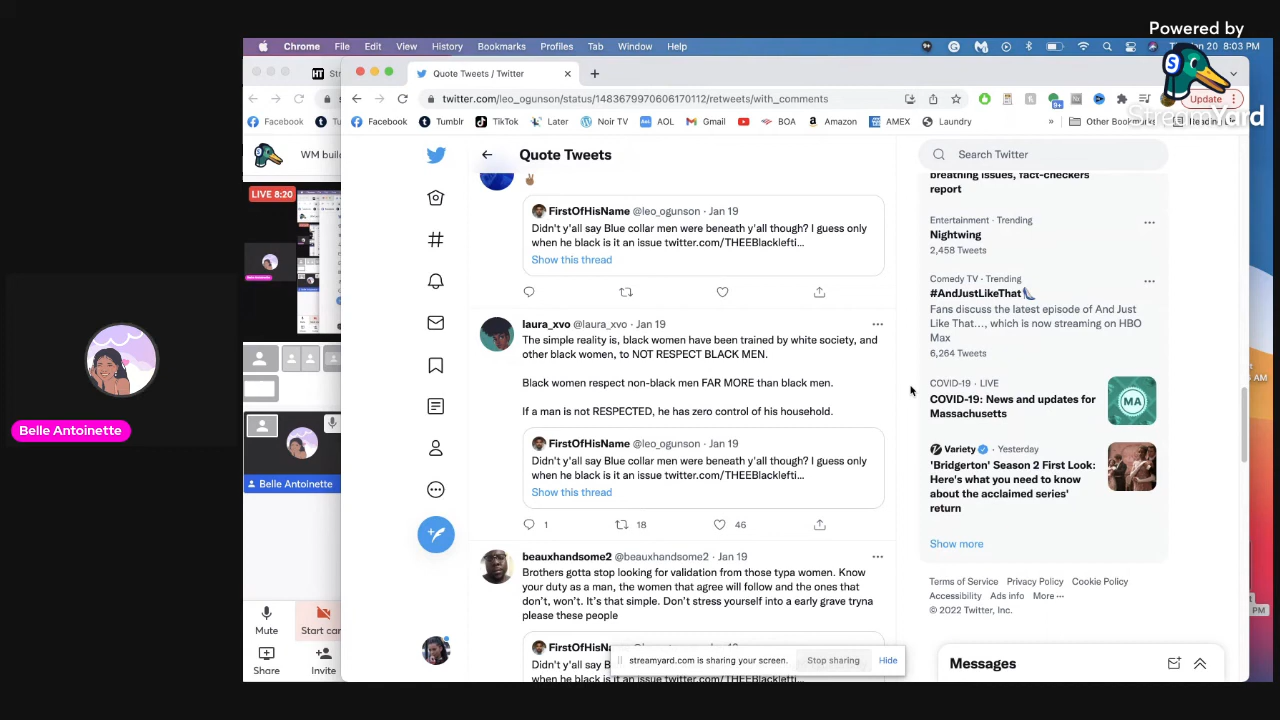 Powered by
StreamYard
Chrome File Edit View History Bookmarks Profiles Tab Window Help
20 8:03 PM
HT
Quote Tweets / Twitter
twitter.com/leo_ogunson/status/1483679970606170112/retweets/with_comments
Update
Facebook
Facebook Tumblr TikTok Later Noir TV AOL Gmail YouTube BOA Amazon AMEX Laundry
» Other Bookmarks
WM buil
LIVE 8:20
Belle Antoinette
Belle Antoinette
Mute
Start car
Share
Invite
Quote Tweets
FirstOfHisName @leo_ogunson · Jan 19
Didn't y'all say Blue collar men were beneath y'all though? I guess only
when he black is it an issue twitter.com/THEEBlacklefti...
Show this thread
laura_xvo @laura_xvo · Jan 19
The simple reality is, black women have been trained by white society, and
other black women, to NOT RESPECT BLACK MEN.
Black women respect non-black men FAR MORE than black men.
If a man is not RESPECTED, he has zero control of his household.
FirstOfHisName @leo_ogunson · Jan 19
Didn't y'all say Blue collar men were beneath y'all though? I guess only
when he black is it an issue twitter.com/THEEBlacklefti...
Show this thread
1 18 46
beauxhandsome2 @beauxhandsome2 · Jan 19
Brothers gotta stop looking for validation from those typa women. Know
your duty as a man, the women that agree will follow and the ones that
don't, won't. It's that simple. Don't stress yourself into a early grave tryna
please these people
FirstOfHisNa
streamyard.com is sharing your screen. Stop sharing Hide
Search Twitter
breathing issues, fact-checkers
report
Entertainment · Trending
Nightwing
2,458 Tweets
Comedy TV · Trending
#AndJustLikeThat
Fans discuss the latest episode of And Just
Like That..., which is now streaming on HBO
Max
6,264 Tweets
COVID-19 · LIVE
COVID-19: News and updates for
Massachusetts
MA
Variety · Yesterday
'Bridgerton' Season 2 First Look:
Here's what you need to know
about the acclaimed series'
return
Show more
Terms of Service Privacy Policy Cookie Policy
Accessibility Ads info More ···
© 2022 Twitter, Inc.
Messages
PM